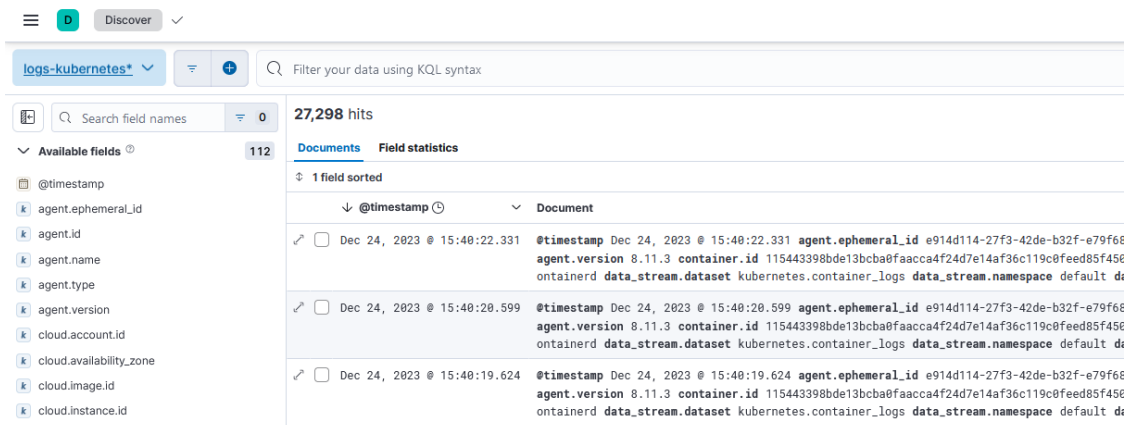 D Discover
logs-kubernetes* Filter your data using KQL syntax
Search field names 0
Available fields 112
@timestamp
agent.ephemeral_id
agent.id
agent.name
agent.type
agent.version
cloud.account.id
cloud.availability_zone
cloud.image.id
cloud.instance.id
27,298 hits
Documents Field statistics
1 field sorted
@timestamp Document
Dec 24, 2023 @ 15:40:22.331 @timestamp Dec 24, 2023 @ 15:40:22.331 agent.ephemeral_id e914d114-27f3-42de-b32f-e79f68
agent.version 8.11.3 container.id 115443398bde13bcba0faacca4f24d7e14af36c119c0feed85f450
ontainerd data_stream.dataset kubernetes.container_logs data_stream.namespace default da
Dec 24, 2023 @ 15:40:20.599 @timestamp Dec 24, 2023 @ 15:40:20.599 agent.ephemeral_id e914d114-27f3-42de-b32f-e79f68
agent.version 8.11.3 container.id 115443398bde13bcba0faacca4f24d7e14af36c119c0feed85f450
ontainerd data_stream.dataset kubernetes.container_logs data_stream.namespace default da
Dec 24, 2023 @ 15:40:19.624 @timestamp Dec 24, 2023 @ 15:40:19.624 agent.ephemeral_id e914d114-27f3-42de-b32f-e79f68
agent.version 8.11.3 container.id 115443398bde13bcba0faacca4f24d7e14af36c119c0feed85f450
ontainerd data_stream.dataset kubernetes.container_logs data_stream.namespace default da